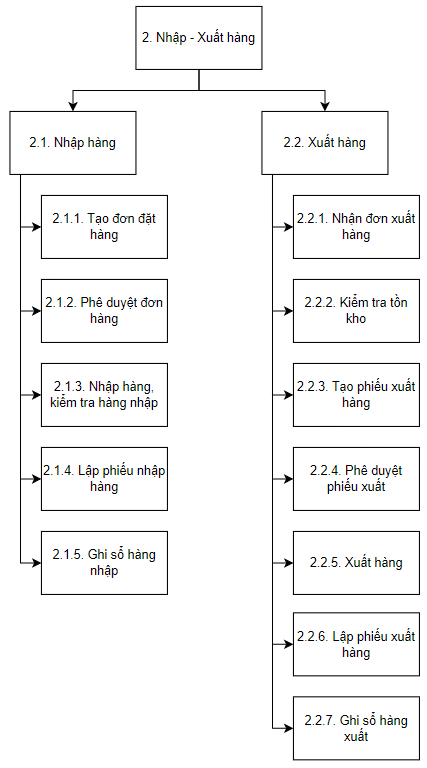 2. Nhập - Xuất hàng
2.1. Nhập hàng
2.2. Xuất hàng
2.1.1. Tạo đơn đặt
hàng
2.1.2. Phê duyệt đơn
hàng
2.1.3. Nhập hàng,
kiểm tra hàng nhập
2.1.4. Lập phiếu nhập
hàng
2.1.5. Ghi sổ hàng
nhập
2.2.1. Nhận đơn xuất
hàng
2.2.2. Kiểm tra tồn
kho
2.2.3. Tạo phiếu xuất
hàng
2.2.4. Phê duyệt
phiếu xuất
2.2.5. Xuất hàng
2.2.6. Lập phiếu xuất
hàng
2.2.7. Ghi sổ hàng
xuất